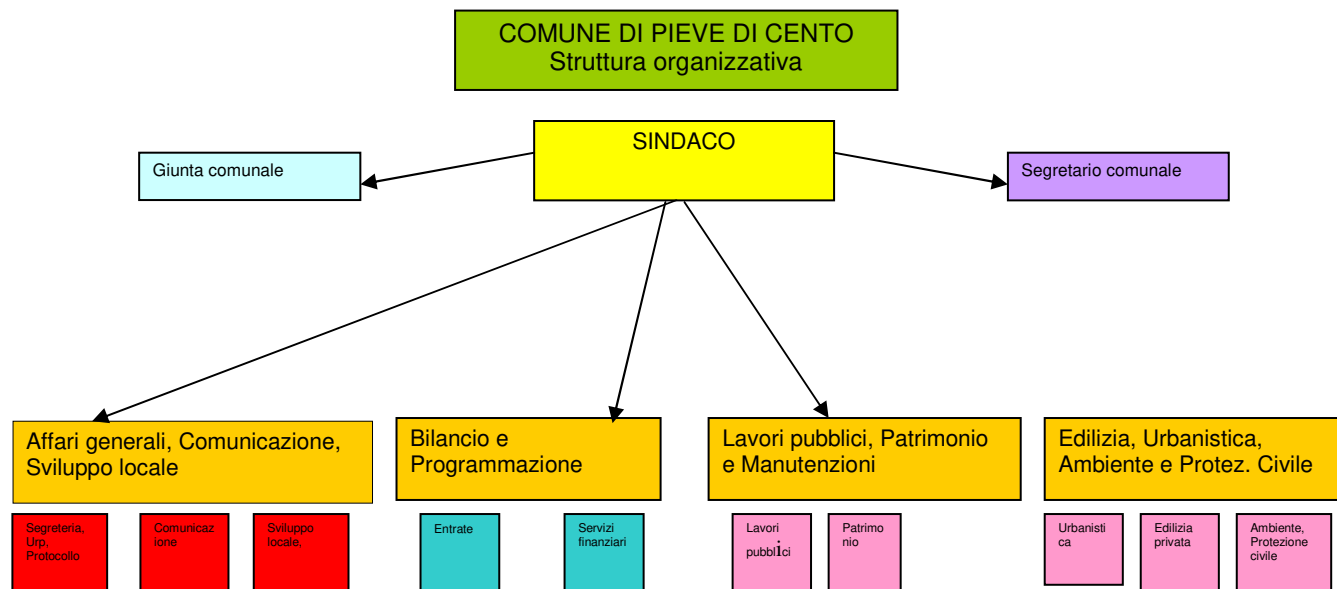 COMUNE DI PIEVE DI CENTO
Struttura organizzativa
SINDACO
Giunta comunale
Segretario comunale
Affari generali, Comunicazione,
Sviluppo locale
Bilancio e
Programmazione
Lavori pubblici, Patrimonio
e Manutenzioni
Edilizia, Urbanistica,
Ambiente e Protez. Civile
Segreteria,
Urp,
Protocollo
Comunicaz
ione
Sviluppo
locale,
Entrate
Servizi
finanziari
Lavori
pubblici
Patrimo
nio
Urbanisti
ca
Edilizia
privata
Ambiente,
Protezione
civile